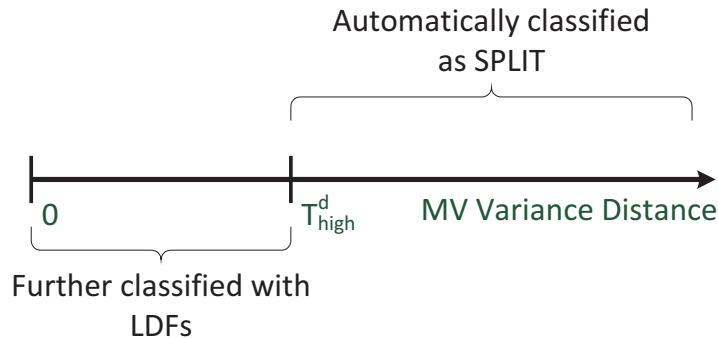 Automatically classified
as SPLIT
0
T^d_high
MV Variance Distance
Further classified with
LDFs